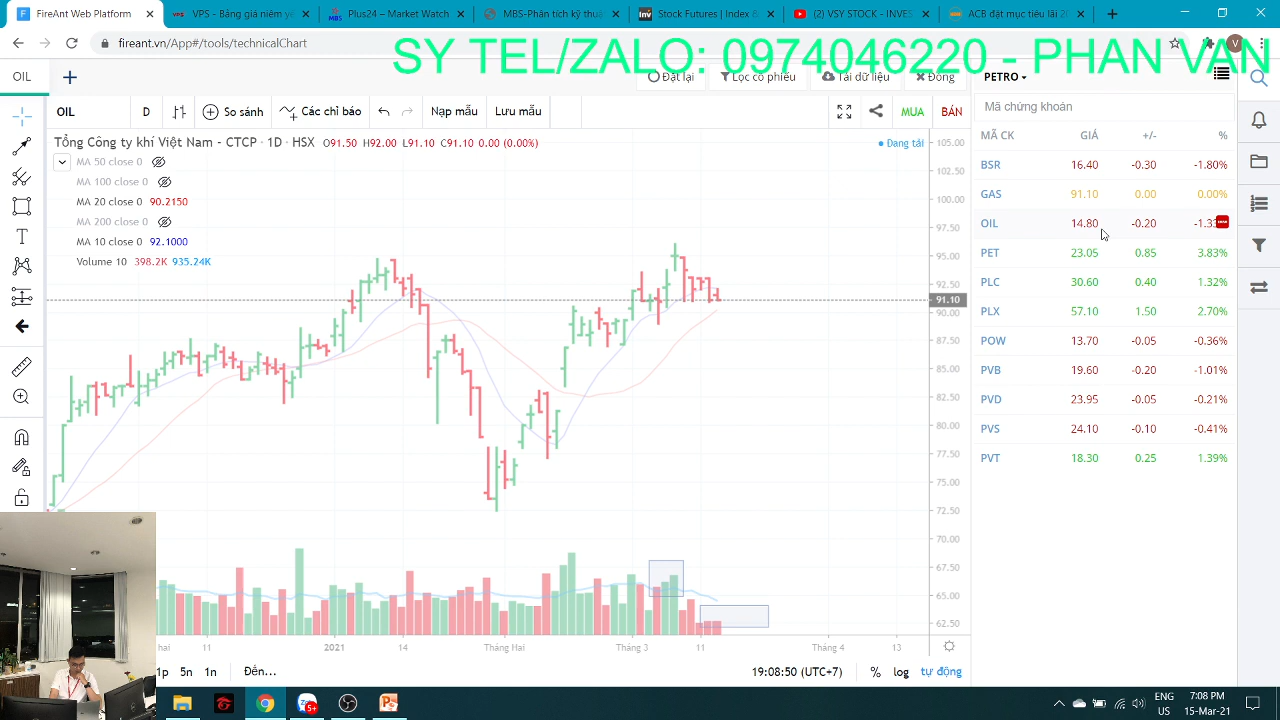 VPS - Bảng giá niêm yế
Plus24 – Market Watch
MBS-Phân tích kỹ thuật
Stock Futures | Index &
(2) VSY STOCK - INVEST
ACB đặt mục tiêu lãi 2
fireant.vn/App#/tools/technicalChart
SY TEL/ZALO: 0974046220 - PHAN VAN
OIL
Đặt lại
Lọc cổ phiếu
Tải dữ liệu
Đóng
PETRO
OIL D So sánh Các chỉ báo Nạp mẫu Lưu mẫu MUA BÁN
Mã chứng khoán
Tổng Công ty khí Việt Nam - CTCP · 1D · HSX O91.50 H92.00 L91.10 C91.10 0.00 (0.00%)
Đang tải
MA 50 close 0
MA 100 close 0
MA 20 close 0 90.2150
MA 200 close 0
MA 10 close 0 92.1000
Volume 10 398.2K 935.24K
105.00
102.50
100.00
97.50
95.00
92.50
91.10
90.00
87.50
85.00
82.50
80.00
77.50
75.00
72.50
70.00
67.50
65.00
62.50
MÃ CK GIÁ +/- %
BSR 16.40 -0.30 -1.80%
GAS 91.10 0.00 0.00%
OIL 14.80 -0.20 -1.3
PET 23.05 0.85 3.83%
PLC 30.60 0.40 1.32%
PLX 57.10 1.50 2.70%
POW 13.70 -0.05 -0.36%
PVB 19.60 -0.20 -1.01%
PVD 23.95 -0.05 -0.21%
PVS 24.10 -0.10 -0.41%
PVT 18.30 0.25 1.39%
hai 11 2021 14 Tháng Hai Tháng 3 11 Tháng 4 13
1p 5n 1n Đến... 19:08:50 (UTC+7) % log tự động
5+
ENG
US
7:08 PM
15-Mar-21